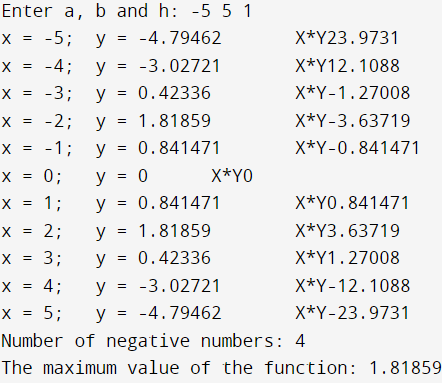 Enter a, b and h: -5 5 1
x = -5;  y = -4.79462       X*Y23.9731
x = -4;  y = -3.02721       X*Y12.1088
x = -3;  y = 0.42336        X*Y-1.27008
x = -2;  y = 1.81859        X*Y-3.63719
x = -1;  y = 0.841471       X*Y-0.841471
x = 0;   y = 0      X*Y0
x = 1;   y = 0.841471       X*Y0.841471
x = 2;   y = 1.81859        X*Y3.63719
x = 3;   y = 0.42336        X*Y1.27008
x = 4;   y = -3.02721       X*Y-12.1088
x = 5;   y = -4.79462       X*Y-23.9731
Number of negative numbers: 4
The maximum value of the function: 1.81859